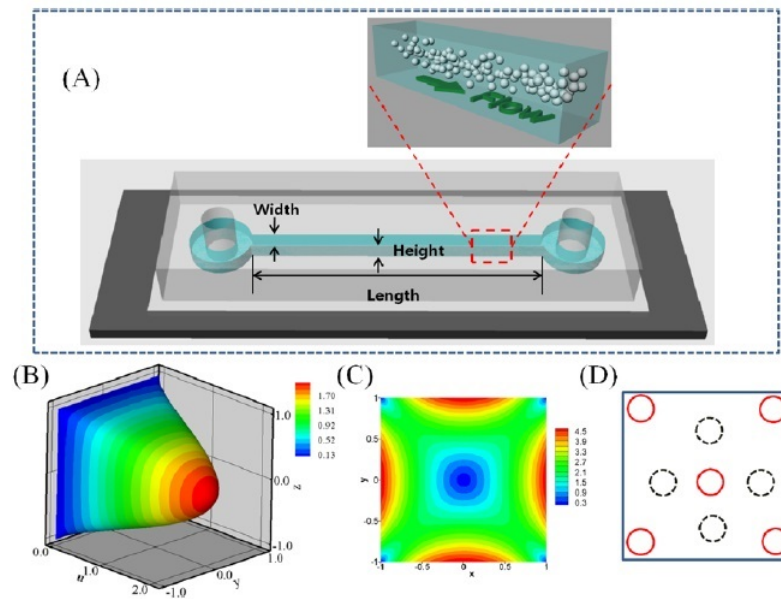 (A)
Flow
Width
Height
Length
(B)
1.70
1.31
0.92
0.52
0.13
1.0
0.0
-1.0
z
0.0
1.0
2.0
u
-1.0
0.0
1.0
y
(C)
1
0.5
0
-0.5
-1
y
-1
-0.5
0
0.5
1
x
4.5
3.9
3.3
2.7
2.1
1.5
0.9
0.3
(D)